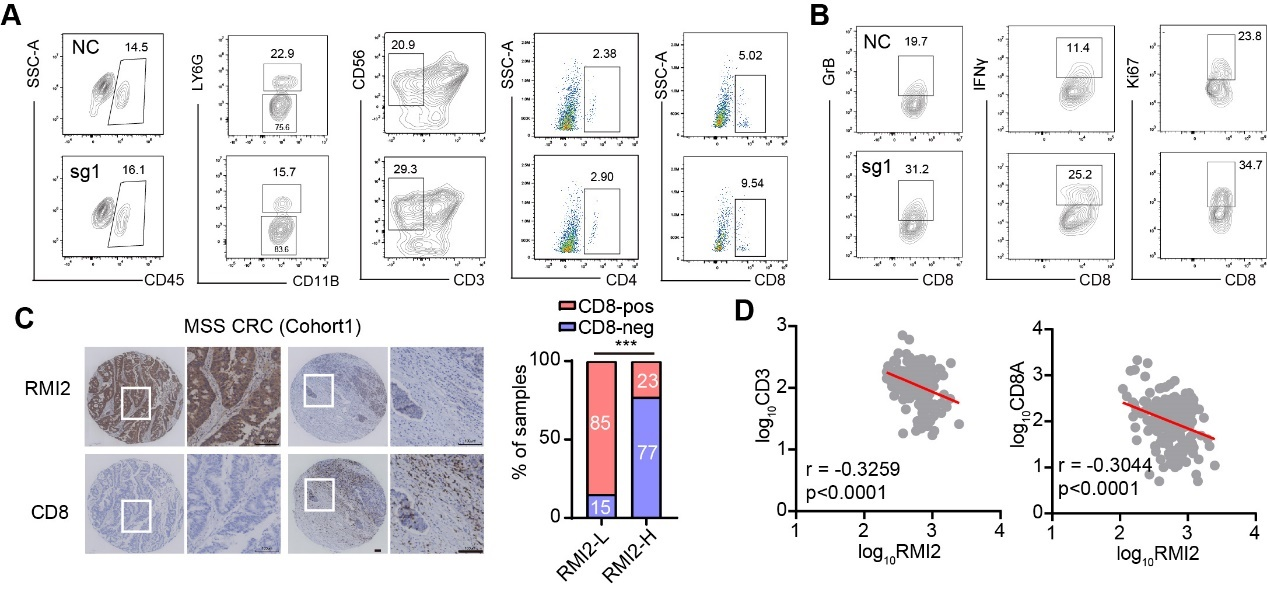 A
NC
14.5
SSC-A
sg1
16.1
CD45
22.9
LY6G
75.6
15.7
83.6
CD11B
20.9
CD56
29.3
CD3
2.38
SSC-A
2.90
CD4
5.02
SSC-A
9.54
CD8
B
NC
19.7
GrB
sg1
31.2
CD8
11.4
IFNγ
25.2
CD8
23.8
Ki67
34.7
CD8
C
MSS CRC (Cohort1)
RMI2
CD8
CD8-pos
CD8-neg
***
% of samples
100
50
0
85
15
23
77
RMI2-L
RMI2-H
D
3
2
1
0
log10CD3
r = -0.3259
p<0.0001
1 2 3 4
log10RMI2
4
3
2
1
0
log10CD8A
r = -0.3044
p<0.0001
1 2 3 4
log10RMI2